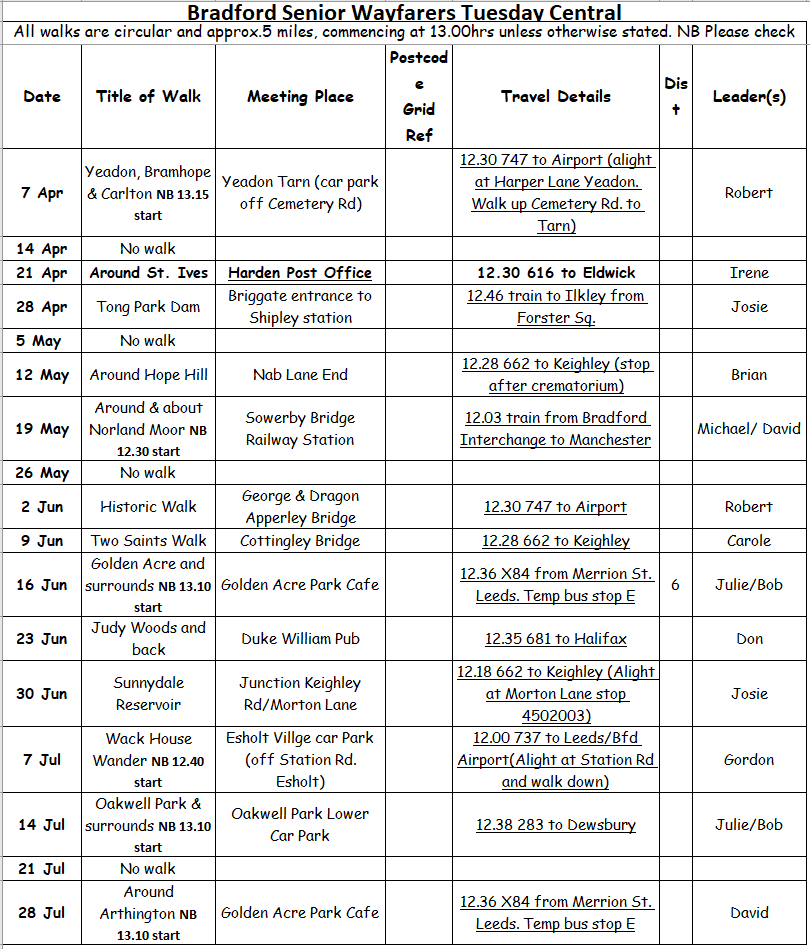 Bradford Senior Wayfarers Tuesday Central
All walks are circular and approx.5 miles, commencing at 13.00hrs unless otherwise stated. NB Please check
Date
Title of Walk
Meeting Place
Postcod
e
Grid
Ref
Travel Details
Dis
t
Leader(s)
7 Apr
Yeadon, Bramhope
& Carlton NB 13.15
start
Yeadon Tarn (car park
off Cemetery Rd)
12.30 747 to Airport (alight
at Harper Lane Yeadon.
Walk up Cemetery Rd. to
Tarn)
Robert
14 Apr
No walk
21 Apr
Around St. Ives
Harden Post Office
12.30 616 to Eldwick
Irene
28 Apr
Tong Park Dam
Briggate entrance to
Shipley station
12.46 train to Ilkley from
Forster Sq.
Josie
5 May
No walk
12 May
Around Hope Hill
Nab Lane End
12.28 662 to Keighley (stop
after crematorium)
Brian
19 May
Around & about
Norland Moor NB
12.30 start
Sowerby Bridge
Railway Station
12.03 train from Bradford
Interchange to Manchester
Michael/ David
26 May
No walk
2 Jun
Historic Walk
George & Dragon
Apperley Bridge
12.30 747 to Airport
Robert
9 Jun
Two Saints Walk
Cottingley Bridge
12.28 662 to Keighley
Carole
16 Jun
Golden Acre and
surrounds NB 13.10
start
Golden Acre Park Cafe
12.36 X84 from Merrion St.
Leeds. Temp bus stop E
6
Julie/Bob
23 Jun
Judy Woods and
back
Duke William Pub
12.35 681 to Halifax
Don
30 Jun
Sunnydale
Reservoir
Junction Keighley
Rd/Morton Lane
12.18 662 to Keighley (Alight
at Morton Lane stop
4502003)
Josie
7 Jul
Wack House
Wander NB 12.40
start
Esholt Villge car Park
(off Station Rd.
Esholt)
12.00 737 to Leeds/Bfd
Airport(Alight at Station Rd
and walk down)
Gordon
14 Jul
Oakwell Park &
surrounds NB 13.10
start
Oakwell Park Lower
Car Park
12.38 283 to Dewsbury
Julie/Bob
21 Jul
No walk
28 Jul
Around
Arthington NB
13.10 start
Golden Acre Park Cafe
12.36 X84 from Merrion St.
Leeds. Temp bus stop E
David